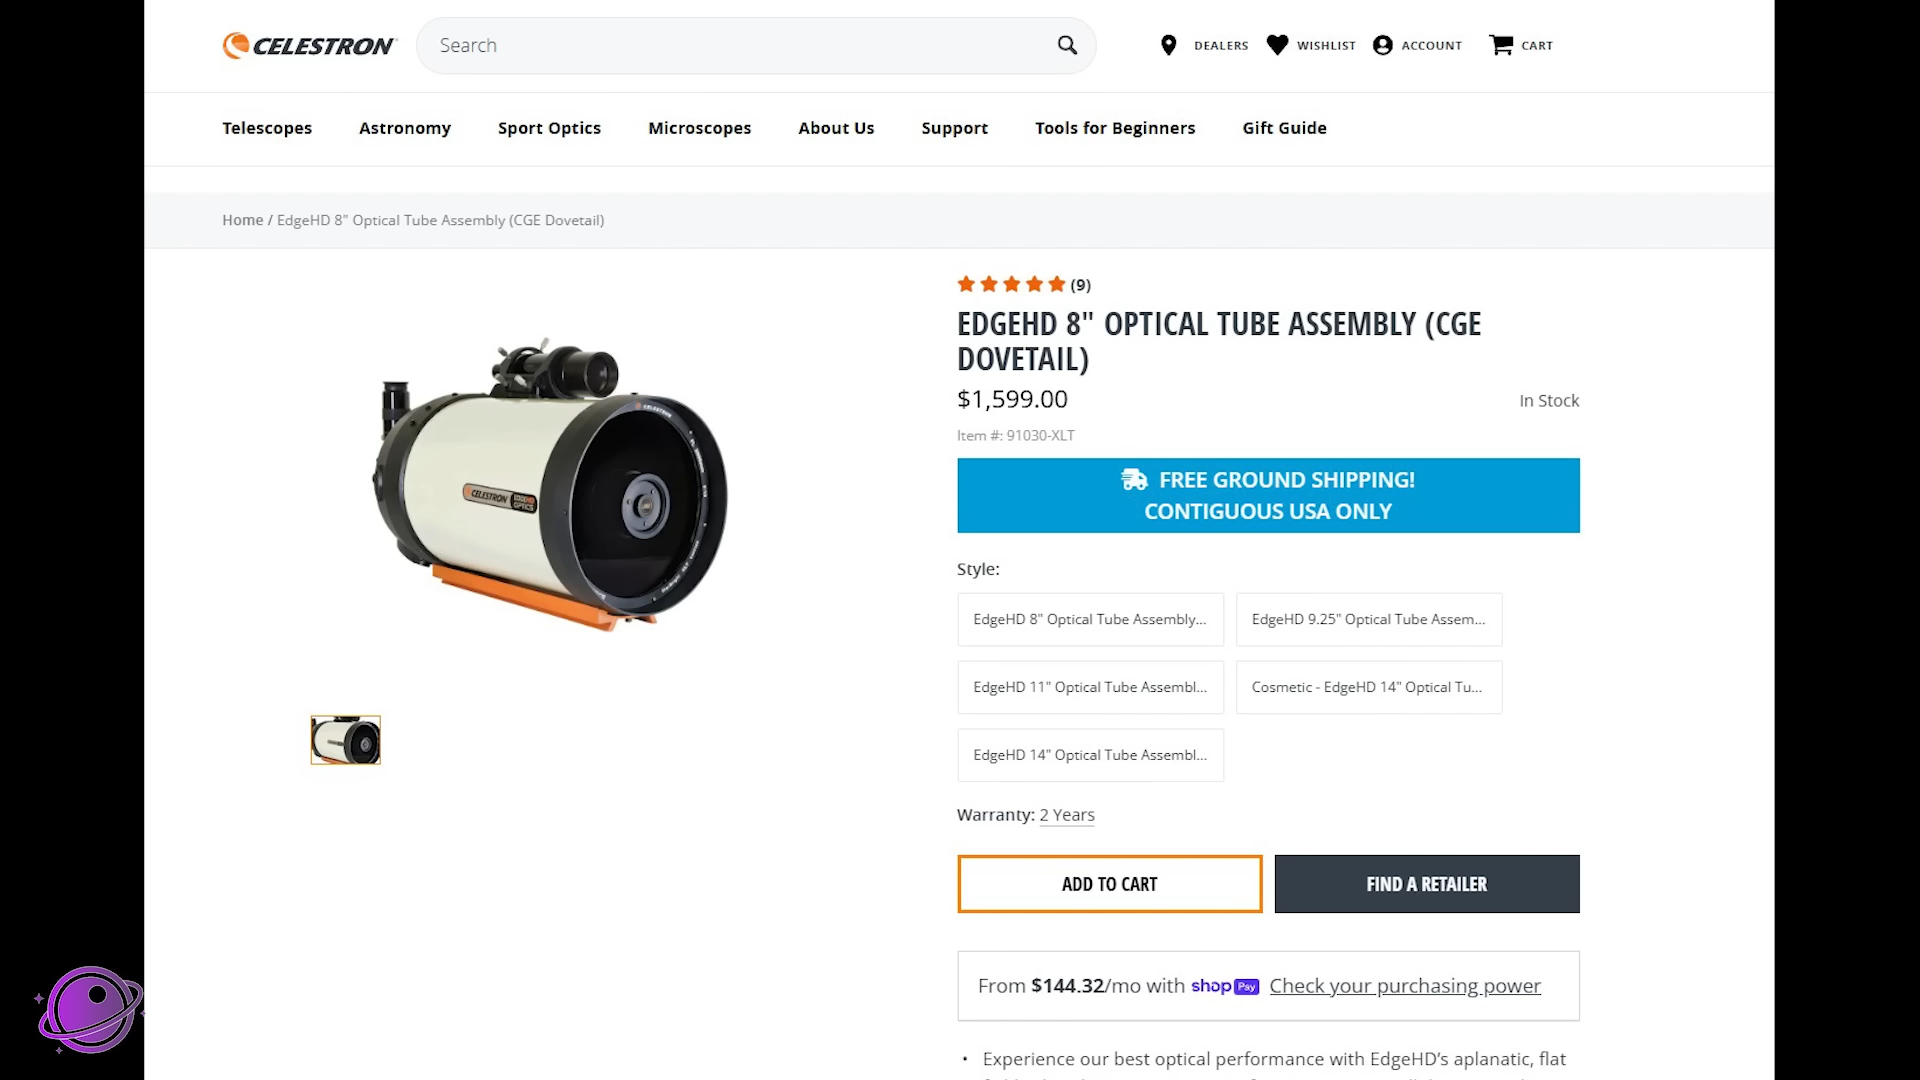 CELESTRON
Search
DEALERS
WISHLIST
ACCOUNT
CART
Telescopes
Astronomy
Sport Optics
Microscopes
About Us
Support
Tools for Beginners
Gift Guide
Home / EdgeHD 8" Optical Tube Assembly (CGE Dovetail)
CELESTRON
CELESTRON
OPTICS
(9)
EDGEHD 8" OPTICAL TUBE ASSEMBLY (CGE
DOVETAIL)
$1,599.00
In Stock
Item #: 91030-XLT
FREE GROUND SHIPPING!
CONTIGUOUS USA ONLY
Style:
EdgeHD 8" Optical Tube Assembly...
EdgeHD 9.25" Optical Tube Assem...
EdgeHD 11" Optical Tube Assembl...
Cosmetic - EdgeHD 14" Optical Tu...
EdgeHD 14" Optical Tube Assembl...
Warranty: 2 Years
ADD TO CART
FIND A RETAILER
From $144.32/mo with shop Pay Check your purchasing power
• Experience our best optical performance with EdgeHD’s aplanatic, flat